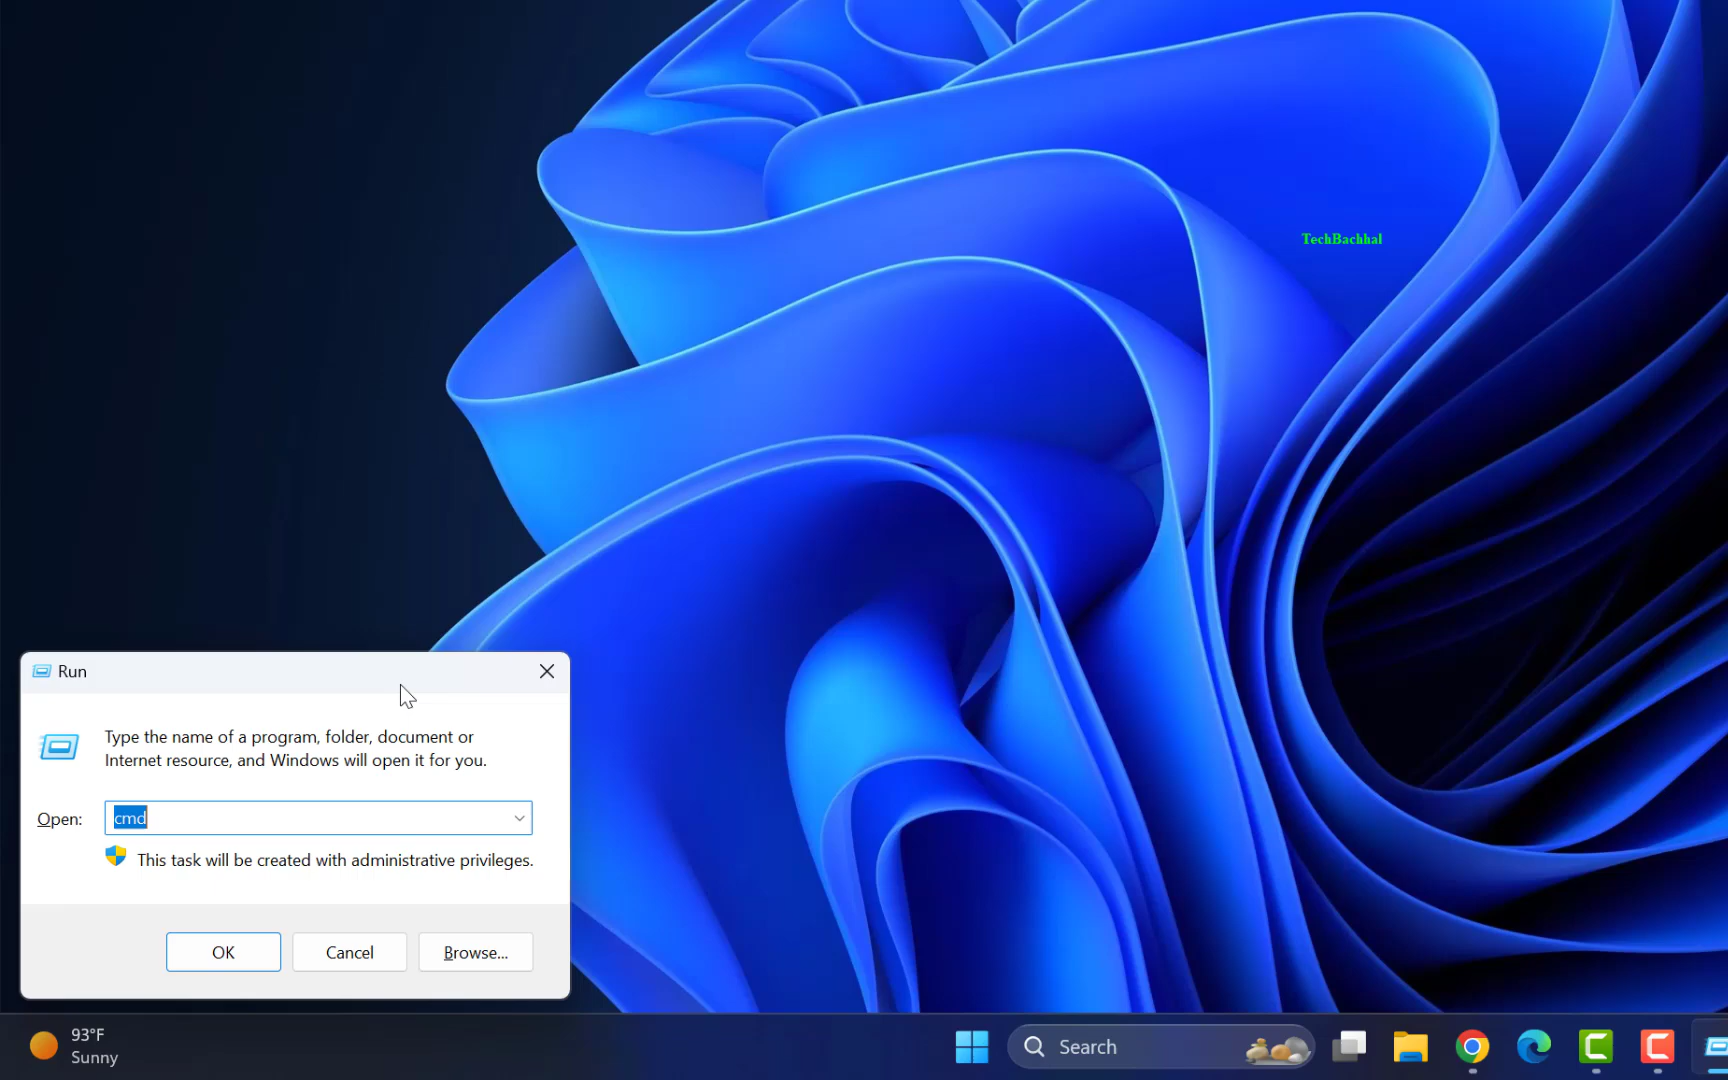 TechBachhal
Run
Type the name of a program, folder, document or
Internet resource, and Windows will open it for you.
Open:
cmd
This task will be created with administrative privileges.
OK
Cancel
Browse...
93°F
Sunny
Search